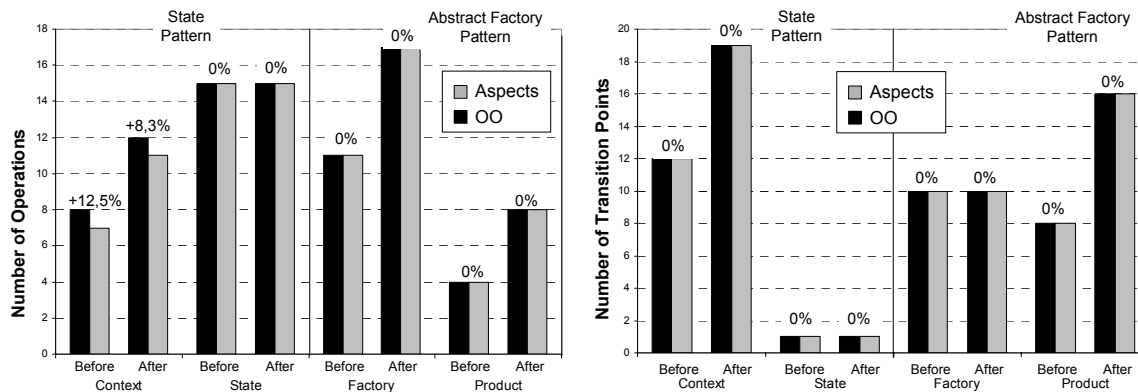 State
Pattern
Abstract Factory
Pattern
Number of Operations
18
16
14
12
10
8
6
4
2
0
+12,5%
+8,3%
0%
0%
0%
0%
0%
0%
Aspects
OO
Before After Before After Before After Before After
Context State Factory Product
State
Pattern
Abstract Factory
Pattern
Number of Transition Points
20
18
16
14
12
10
8
6
4
2
0
0%
0%
0%
0%
0%
0%
0%
0%
Aspects
OO
Before After Before After Before After Before After
Context State Factory Product